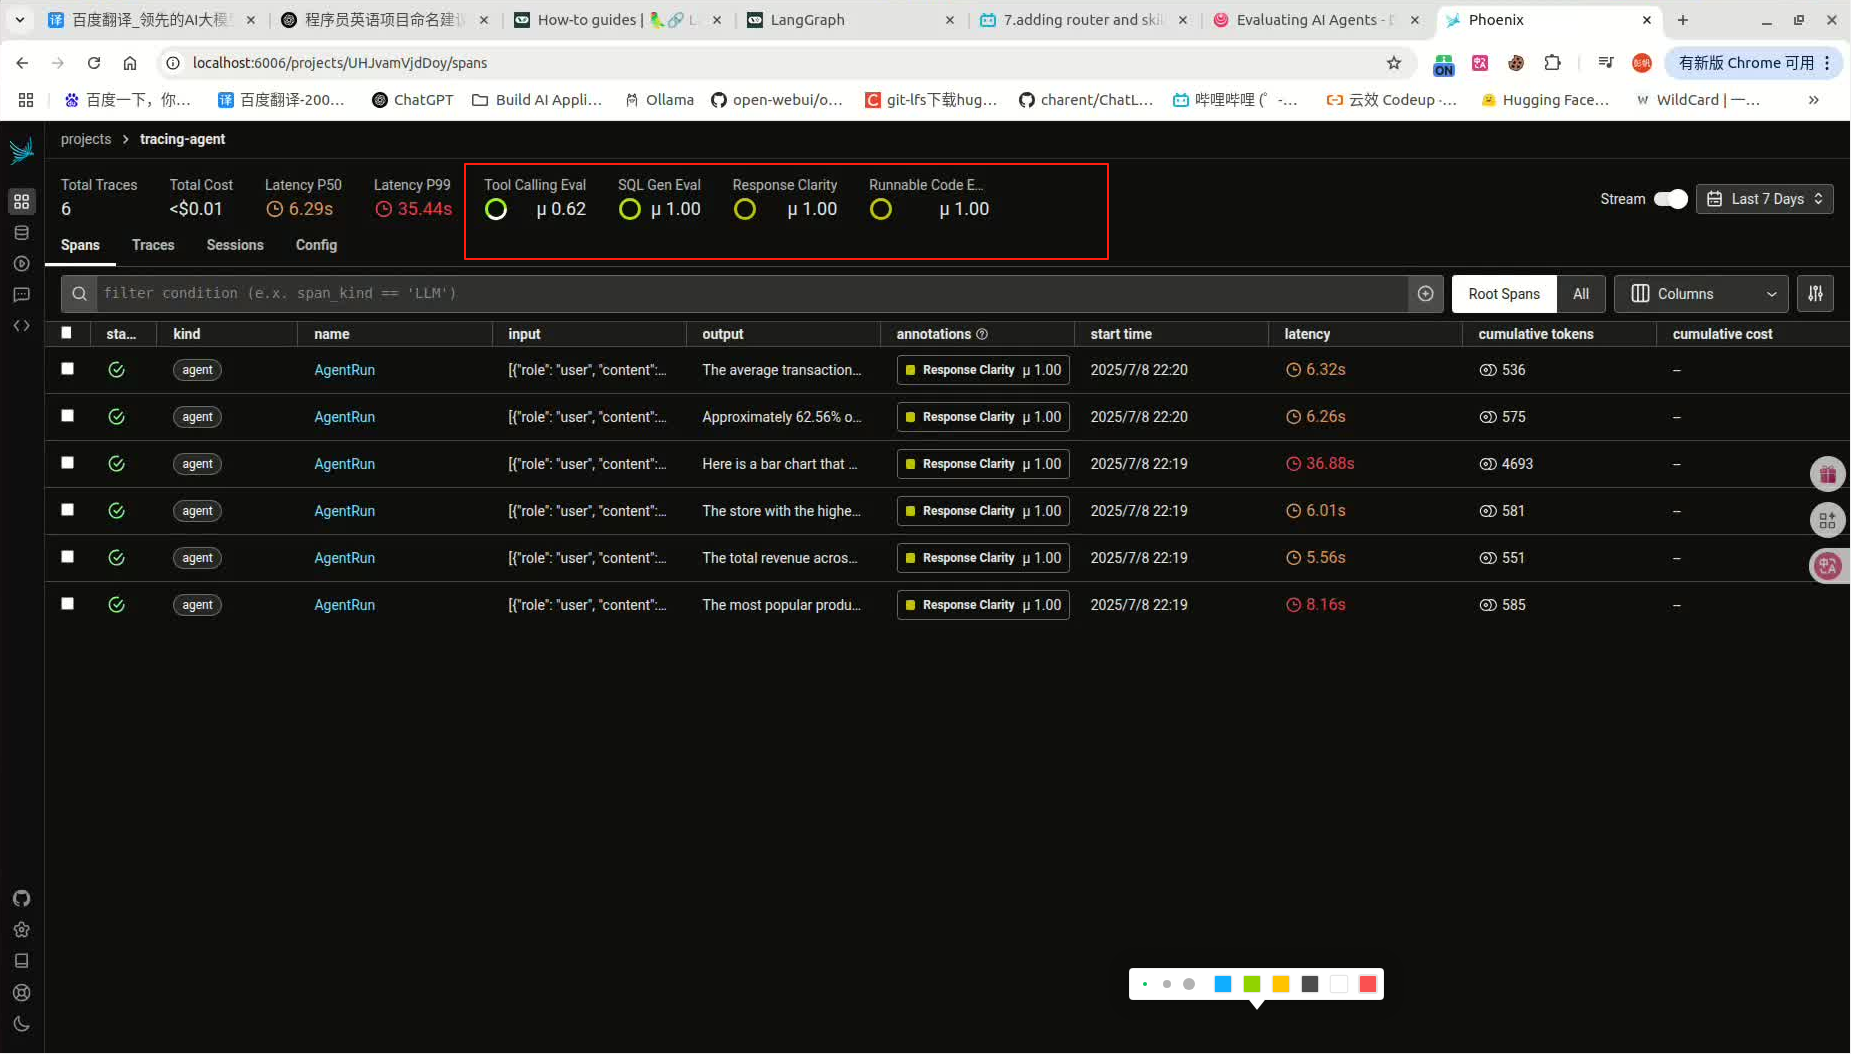 百度翻译_领先的AI大模
程序员英语项目命名建议
How-to guides | 🦜🔗 L
LangGraph
7.adding router and ski
Evaluating AI Agents - D
Phoenix
localhost:6006/projects/UHJvamVjdDoy/spans
ON
彭帆
有新版 Chrome 可用
百度一下，你...
百度翻译-200...
ChatGPT
Build AI Appli...
Ollama
open-webui/o...
git-lfs下载hug...
charent/ChatL...
哔哩哔哩 (゜-...
云效 Codeup ·...
Hugging Face...
WildCard | 一...
»
projects > tracing-agent
Total Traces
6
Total Cost
<$0.01
Latency P50
6.29s
Latency P99
35.44s
Tool Calling Eval
μ 0.62
SQL Gen Eval
μ 1.00
Response Clarity
μ 1.00
Runnable Code E...
μ 1.00
Stream
Last 7 Days
Spans
Traces
Sessions
Config
filter condition (e.x. span_kind == 'LLM')
Root Spans
All
Columns
sta... kind name input output annotations start time latency cumulative tokens cumulative cost
agent AgentRun [{"role": "user", "content":... The average transaction... Response Clarity μ 1.00 2025/7/8 22:20 6.32s 536 --
agent AgentRun [{"role": "user", "content":... Approximately 62.56% o... Response Clarity μ 1.00 2025/7/8 22:20 6.26s 575 --
agent AgentRun [{"role": "user", "content":... Here is a bar chart that ... Response Clarity μ 1.00 2025/7/8 22:19 36.88s 4693 --
agent AgentRun [{"role": "user", "content":... The store with the highe... Response Clarity μ 1.00 2025/7/8 22:19 6.01s 581 --
agent AgentRun [{"role": "user", "content":... The total revenue acros... Response Clarity μ 1.00 2025/7/8 22:19 5.56s 551 --
agent AgentRun [{"role": "user", "content":... The most popular produ... Response Clarity μ 1.00 2025/7/8 22:19 8.16s 585 --